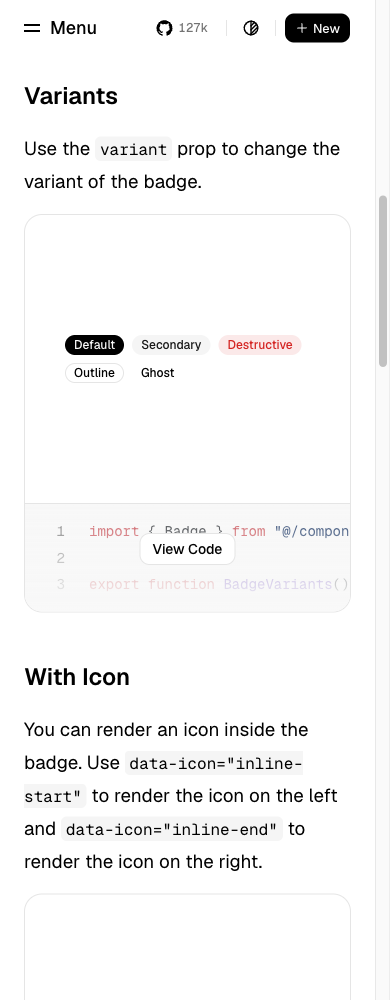 Menu 127k + New
Variants
Use the variant prop to change the
variant of the badge.
Default Secondary Destructive
Outline Ghost
1 import { Badge } from "@/compon
2
View Code
3 export function BadgeVariants()
With Icon
You can render an icon inside the
badge. Use data-icon="inline-
start" to render the icon on the left
and data-icon="inline-end" to
render the icon on the right.